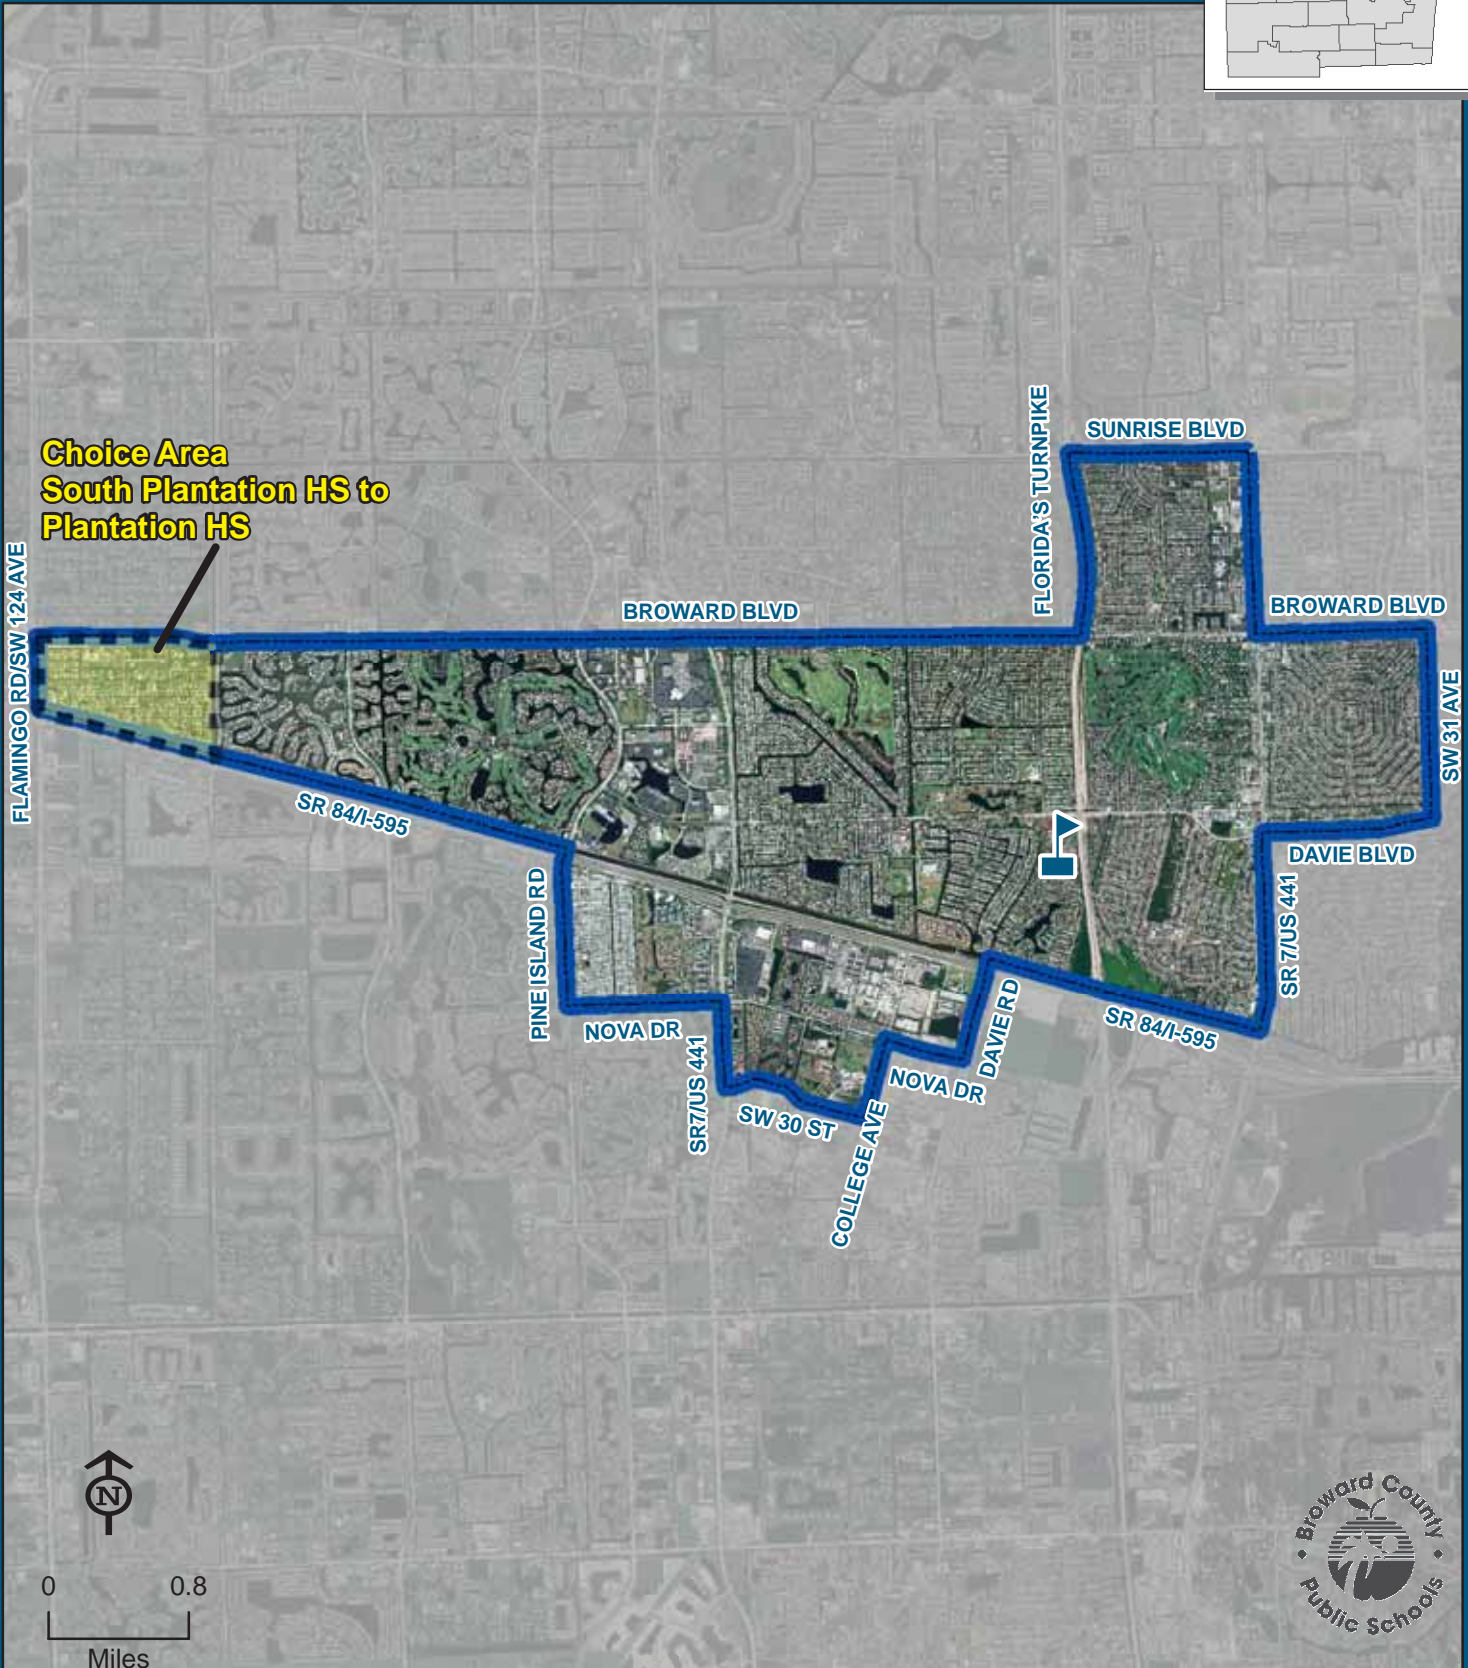 SUNRISE BLVD
FLORIDA'S TURNPIKE
Choice Area
South Plantation HS to
Plantation HS
FLAMINGO RD/SW 124 AVE
BROWARD BLVD
BROWARD BLVD
SW 31 AVE
SR 84/I-595
DAVIE BLVD
PINE ISLAND RD
SR 7/US 441
NOVA DR
SR7/US 441
DAVIE RD
SR 84/I-595
NOVA DR
SW 30 ST
COLLEGE AVE
N
0 0.8
Miles
Broward County
Public Schools